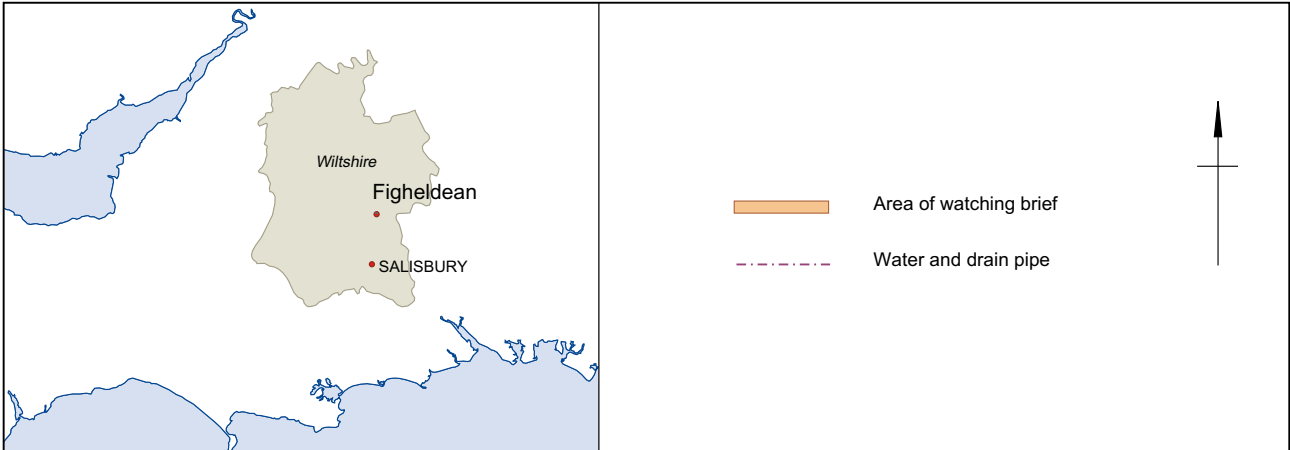 Wiltshire
Figheldean
SALISBURY
Area of watching brief
Water and drain pipe